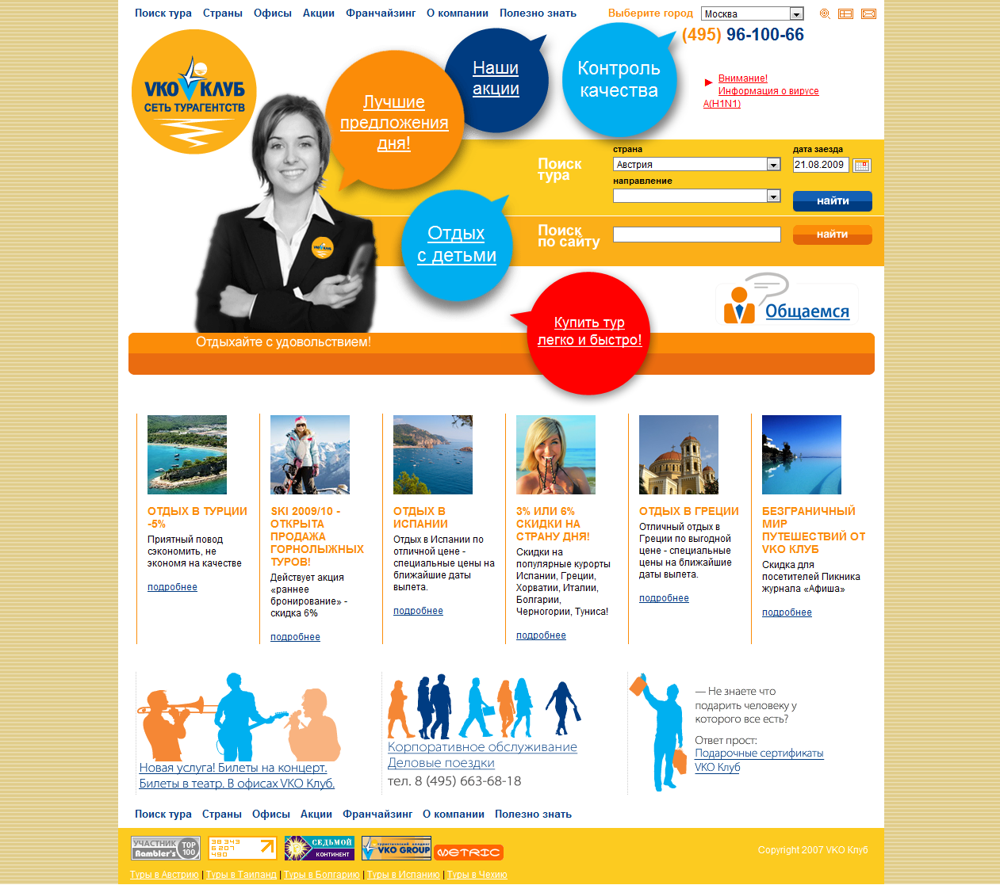 Поиск тура Страны Офисы Акции Франчайзинг О компании Полезно знать
Выберите город Москва
(495) 96-100-66
VKO КЛУБ
СЕТЬ ТУРАГЕНТСТВ
Лучшие
предложения
дня!
Наши
акции
Контроль
качества
Внимание!
Информация о вирусе
A(H1N1)
Поиск
тура
страна
Австрия
дата заезда
21.08.2009
направление
найти
Отдых
с детьми
Поиск
по сайту
найти
VKO КЛУБ
Общаемся
Купить тур
легко и быстро!
Отдыхайте с удовольствием!
ОТДЫХ В ТУРЦИИ
-5%
Приятный повод
сэкономить, не
экономя на качестве
подробнее
SKI 2009/10 -
ОТКРЫТА
ПРОДАЖА
ГОРНОЛЫЖНЫХ
ТУРОВ!
Действует акция
«раннее
бронирование» -
скидка 6%
подробнее
ОТДЫХ В
ИСПАНИИ
Отдых в Испании по
отличной цене -
специальные цены на
ближайшие даты
вылета.
подробнее
3% ИЛИ 6%
СКИДКИ НА
СТРАНУ ДНЯ!
Скидки на
популярные курорты
Испании, Греции,
Хорватии, Италии,
Болгарии,
Черногории, Туниса!
подробнее
ОТДЫХ В ГРЕЦИИ
Отличный отдых в
Греции по выгодной
цене - специальные
цены на ближайшие
даты вылета.
подробнее
БЕЗГРАНИЧНЫЙ
МИР
ПУТЕШЕСТВИЙ ОТ
VKO КЛУБ
Скидка для
посетителей Пикника
журнала «Афиша»
подробнее
Новая услуга! Билеты на концерт.
Билеты в театр. В офисах VKO Клуб.
Корпоративное обслуживание
Деловые поездки
тел. 8 (495) 663-68-18
— Не знаете что
подарить человеку у
которого все есть?
Ответ прост:
Подарочные сертификаты
VKO Клуб
Поиск тура Страны Офисы Акции Франчайзинг О компании Полезно знать
УЧАСТНИК
Rambler's
TOP
100
38 343
6 207
490
СЕДЬМОЙ
КОНТИНЕНТ
туристический холдинг
VKO GROUP
METRIC
Copyright 2007 VKO Клуб
Туры в Австрию | Туры в Таиланд | Туры в Болгарию | Туры в Испанию | Туры в Чехию